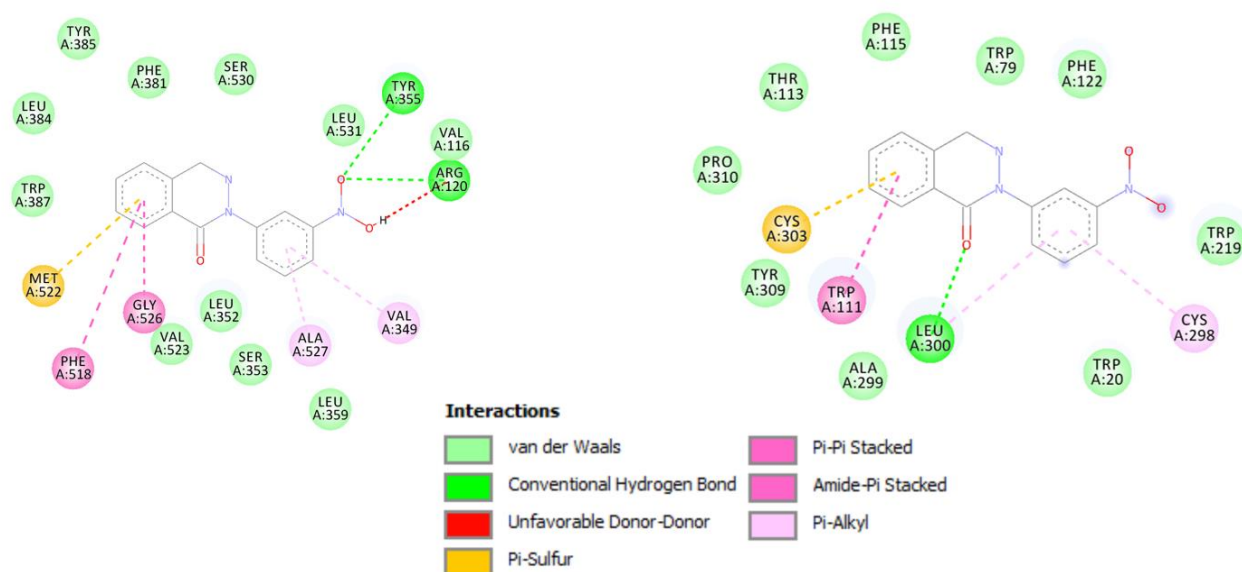 TYR
A:385
PHE
A:381
SER
A:530
TYR
A:355
LEU
A:384
LEU
A:531
VAL
A:116
ARG
A:120
TRP
A:387
N
N
O
N
O
H
O
MET
A:522
GLY
A:526
LEU
A:352
VAL
A:523
PHE
A:518
SER
A:353
ALA
A:527
VAL
A:349
LEU
A:359
PHE
A:115
TRP
A:79
PHE
A:122
THR
A:113
PRO
A:310
N
N
O
N
O
O
CYS
A:303
TRP
A:219
TYR
A:309
TRP
A:111
LEU
A:300
CYS
A:298
ALA
A:299
TRP
A:20
Interactions
van der Waals
Conventional Hydrogen Bond
Unfavorable Donor-Donor
Pi-Sulfur
Pi-Pi Stacked
Amide-Pi Stacked
Pi-Alkyl